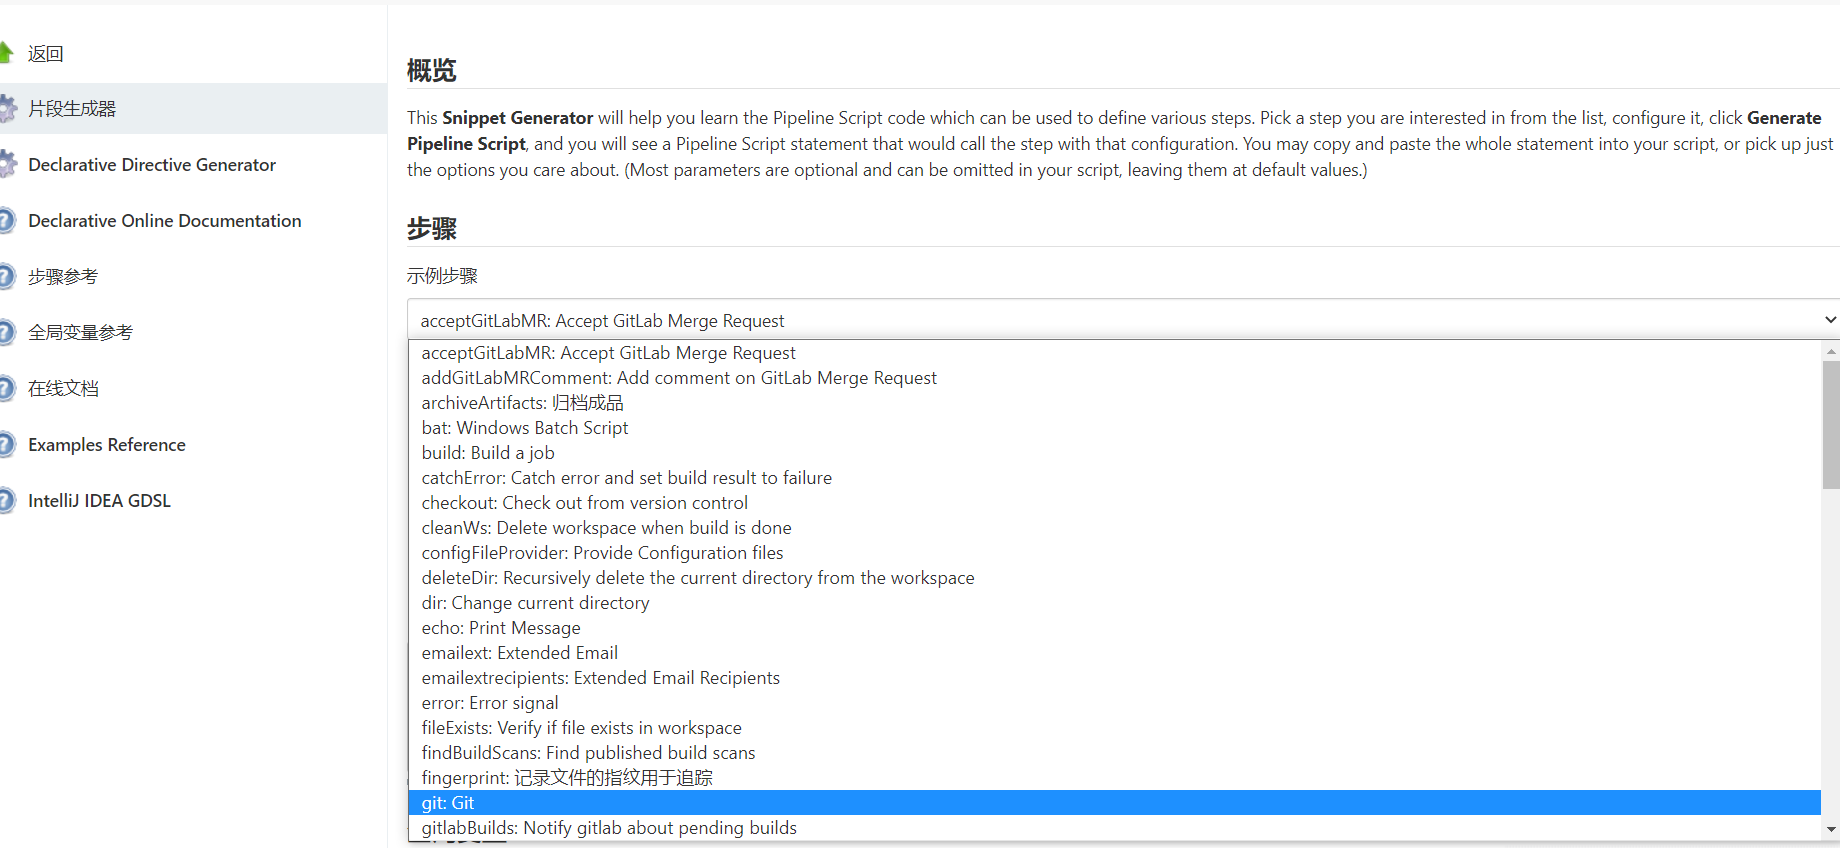 返回
片段生成器
Declarative Directive Generator
Declarative Online Documentation
步骤参考
全局变量参考
在线文档
Examples Reference
IntelliJ IDEA GDSL
概览
This Snippet Generator will help you learn the Pipeline Script code which can be used to define various steps. Pick a step you are interested in from the list, configure it, click Generate
Pipeline Script, and you will see a Pipeline Script statement that would call the step with that configuration. You may copy and paste the whole statement into your script, or pick up just
the options you care about. (Most parameters are optional and can be omitted in your script, leaving them at default values.)
步骤
示例步骤
acceptGitLabMR: Accept GitLab Merge Request
acceptGitLabMR: Accept GitLab Merge Request
addGitLabMRComment: Add comment on GitLab Merge Request
archiveArtifacts: 归档成品
bat: Windows Batch Script
build: Build a job
catchError: Catch error and set build result to failure
checkout: Check out from version control
cleanWs: Delete workspace when build is done
configFileProvider: Provide Configuration files
deleteDir: Recursively delete the current directory from the workspace
dir: Change current directory
echo: Print Message
emailext: Extended Email
emailextrecipients: Extended Email Recipients
error: Error signal
fileExists: Verify if file exists in workspace
findBuildScans: Find published build scans
fingerprint: 记录文件的指纹用于追踪
git: Git
gitlabBuilds: Notify gitlab about pending builds